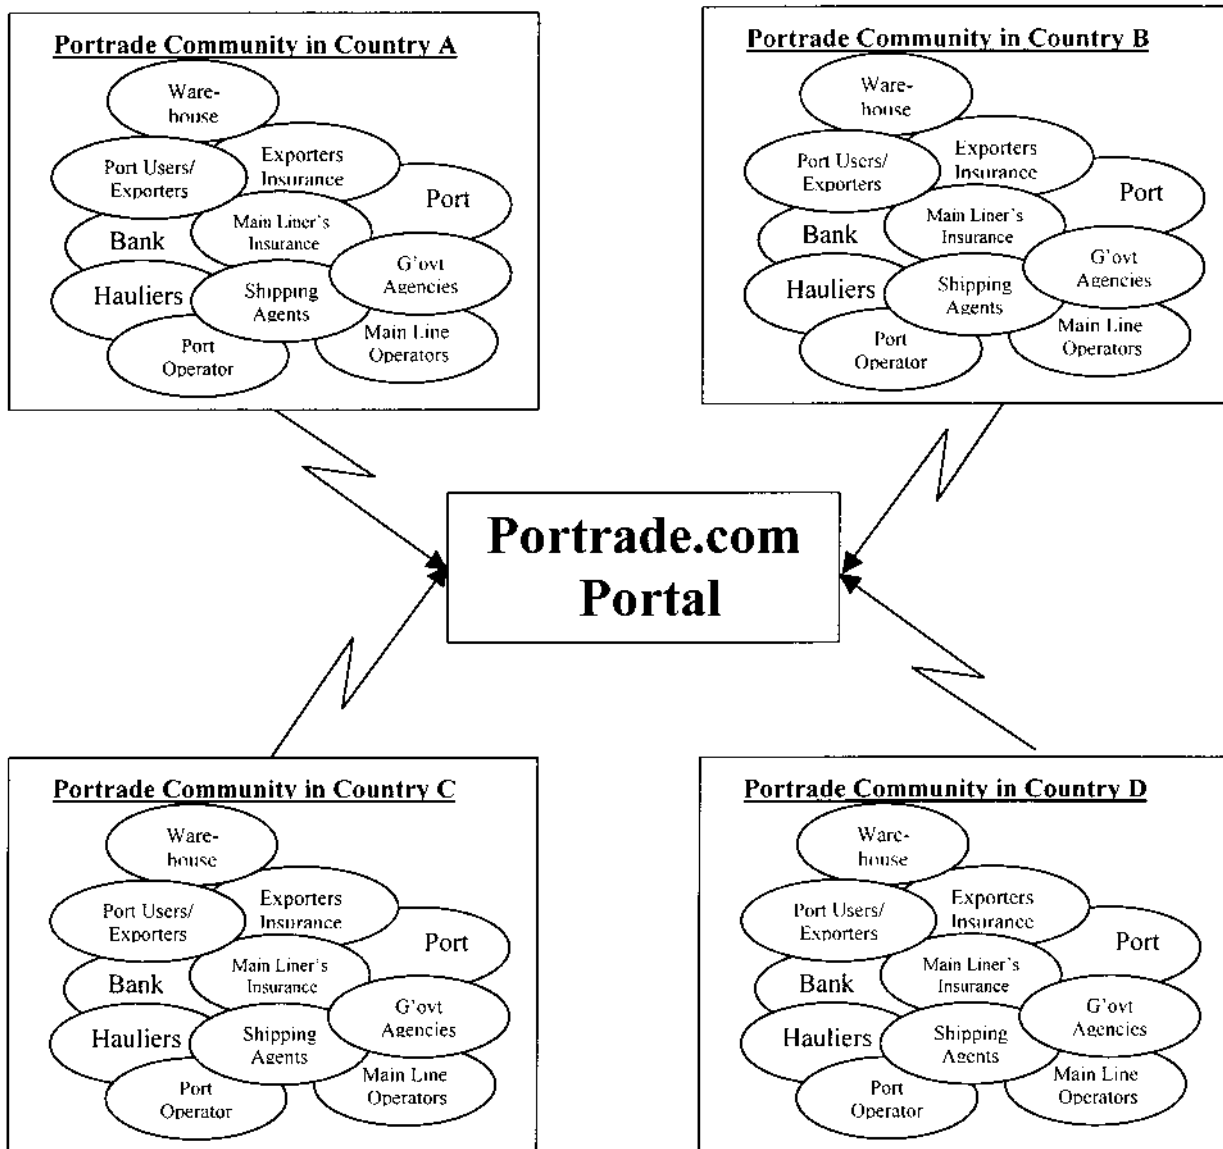 Portrade Community in Country A
Ware-
house
Port Users/
Exporters
Exporters
Insurance
Port
Bank
Main Liner's
Insurance
G'ovt
Agencies
Hauliers
Shipping
Agents
Port
Operator
Main Line
Operators
Portrade Community in Country B
Ware-
house
Port Users/
Exporters
Exporters
Insurance
Port
Bank
Main Liner's
Insurance
G'ovt
Agencies
Hauliers
Shipping
Agents
Port
Operator
Main Line
Operators
Portrade.com
Portal
Portrade Community in Country C
Ware-
house
Port Users/
Exporters
Exporters
Insurance
Port
Bank
Main Liner's
Insurance
G'ovt
Agencies
Hauliers
Shipping
Agents
Port
Operator
Main Line
Operators
Portrade Community in Country D
Ware-
house
Port Users/
Exporters
Exporters
Insurance
Port
Bank
Main Liner's
Insurance
G'ovt
Agencies
Hauliers
Shipping
Agents
Port
Operator
Main Line
Operators